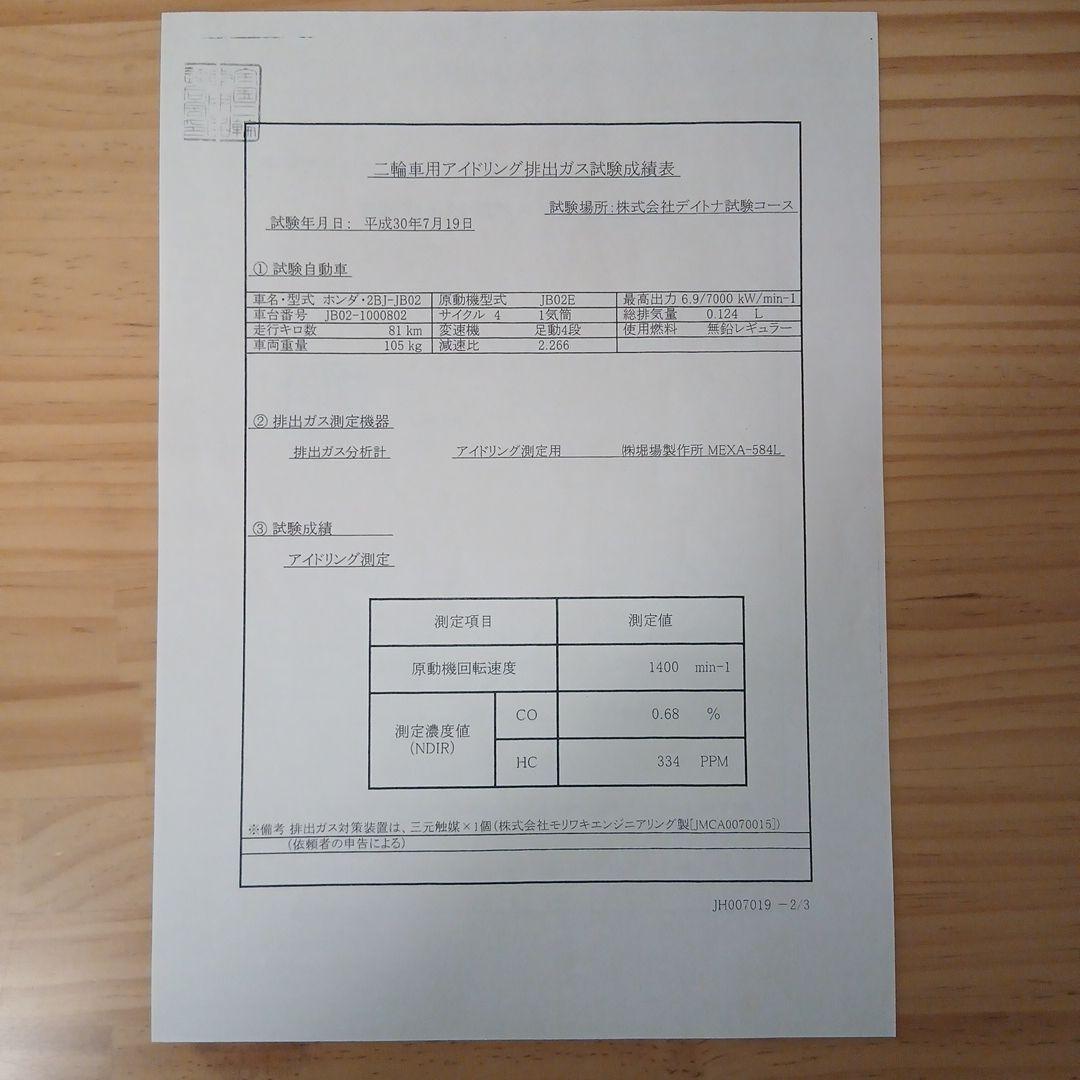 二輪車用アイドリング排出ガス試験成績表
試験場所:株式会社デイトナ試験コース
試験年月日: 平成30年7月19日
① 試験自動車
車名・型式 ホンダ・2BJ-JB02 原動機型式 JB02E 最高出力 6.9/7000 kW/min-1
車台番号 JB02-1000802 サイクル 4 1気筒 総排気量 0.124 L
走行キロ数 81 km 変速機 足動4段 使用燃料 無鉛レギュラー
車両重量 105 kg 減速比 2.266
② 排出ガス測定機器
排出ガス分析計 アイドリング測定用 ㈱堀場製作所 MEXA-584L
③ 試験成績
アイドリング測定
測定項目 測定値
原動機回転速度 1400 min-1
測定濃度値 (NDIR)
CO 0.68 %
HC 334 PPM
※備考 排出ガス対策装置は、三元触媒×1個(株式会社モリワキエンジニアリング製[JMCA0070015])
(依頼者の申告による)
JH007019 -2/3